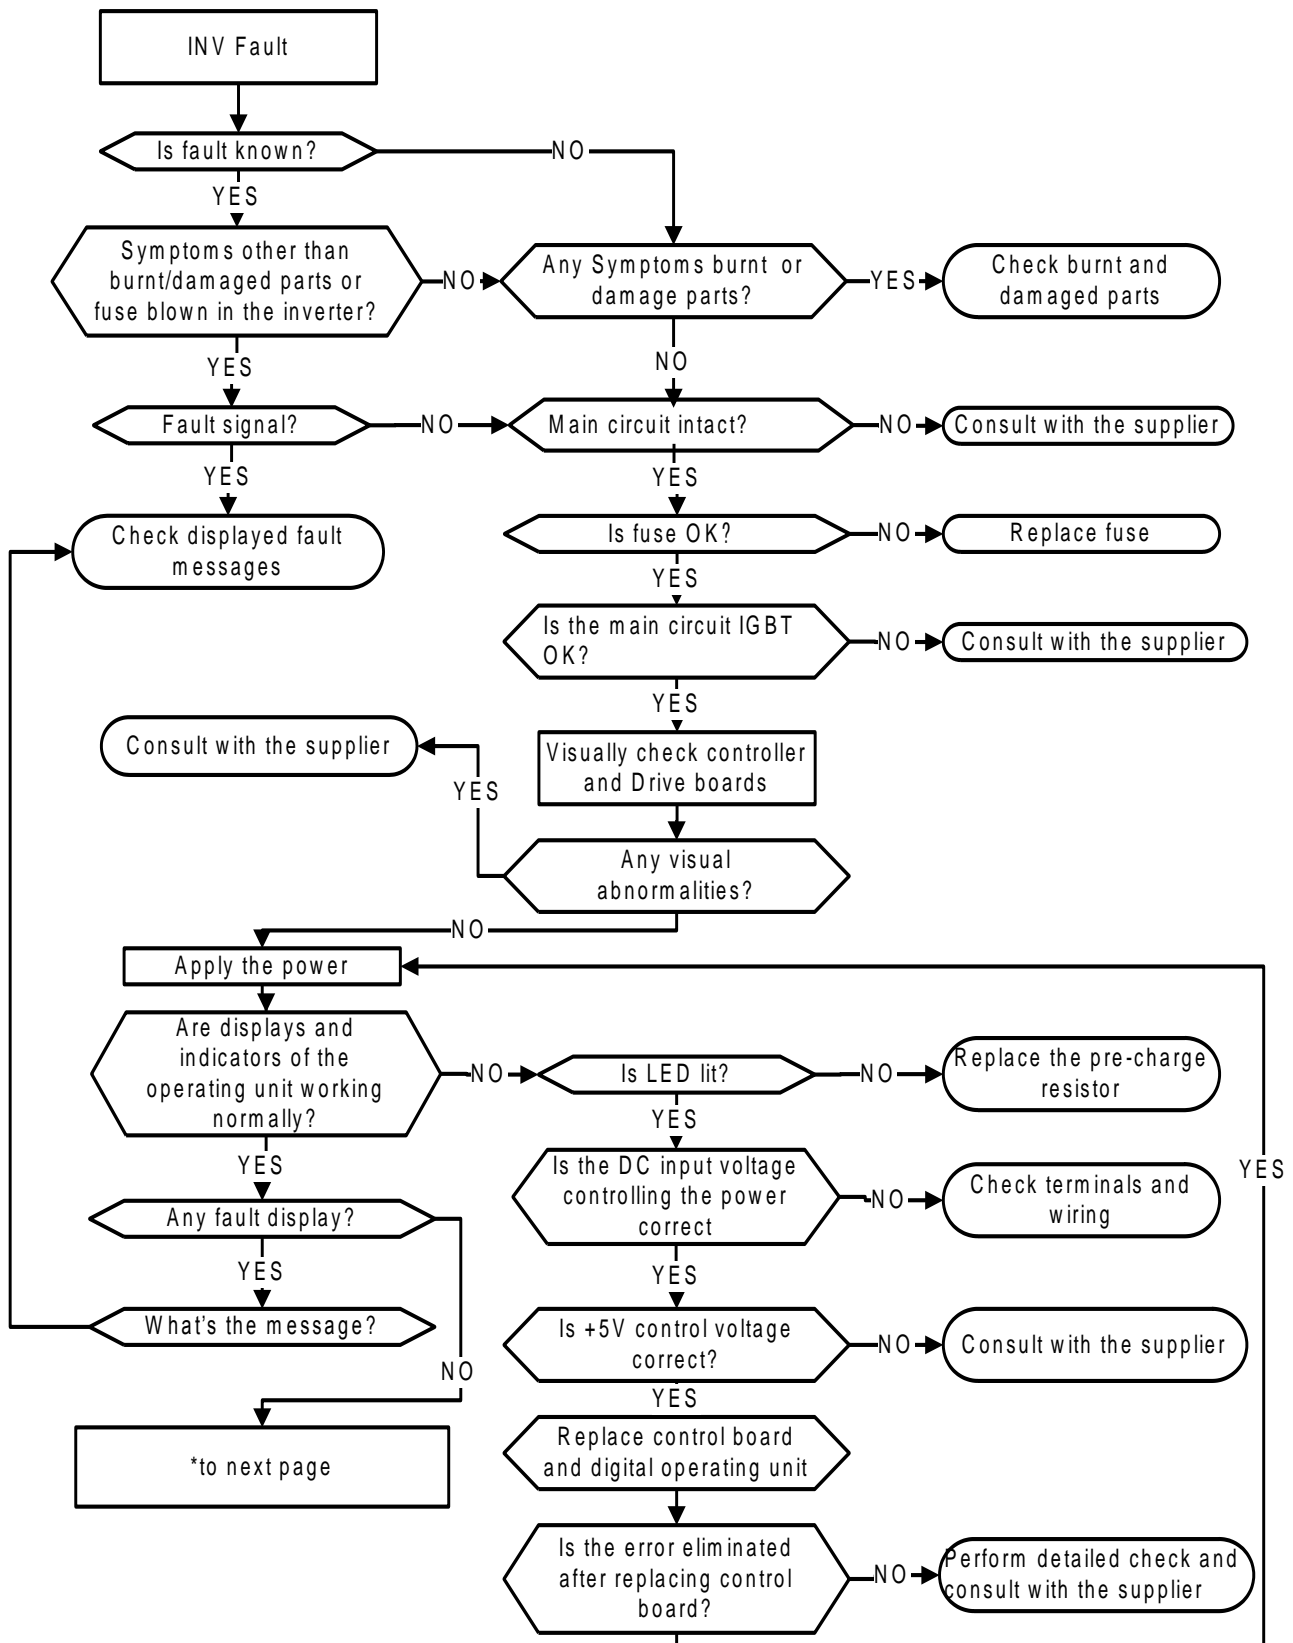 INV Fault
Is fault known?
NO
YES
Symptoms other than
burnt/damaged parts or
fuse blown in the inverter?
NO
Any Symptoms burnt or
damage parts?
YES
Check burnt and
damaged parts
YES
NO
Fault signal?
NO
Main circuit intact?
NO
Consult with the supplier
YES
YES
Check displayed fault
messages
Is fuse OK?
NO
Replace fuse
YES
Is the main circuit IGBT
OK?
NO
Consult with the supplier
YES
Consult with the supplier
Visually check controller
and Drive boards
YES
Any visual
abnormalities?
NO
Apply the power
Are displays and
indicators of the
operating unit working
normally?
NO
Is LED lit?
NO
Replace the pre-charge
resistor
YES
YES
Is the DC input voltage
controlling the power
correct
NO
Check terminals and
wiring
YES
Any fault display?
YES
YES
What's the message?
Is +5V control voltage
correct?
NO
Consult with the supplier
NO
YES
*to next page
Replace control board
and digital operating unit
Is the error eliminated
after replacing control
board?
NO
Perform detailed check and
consult with the supplier